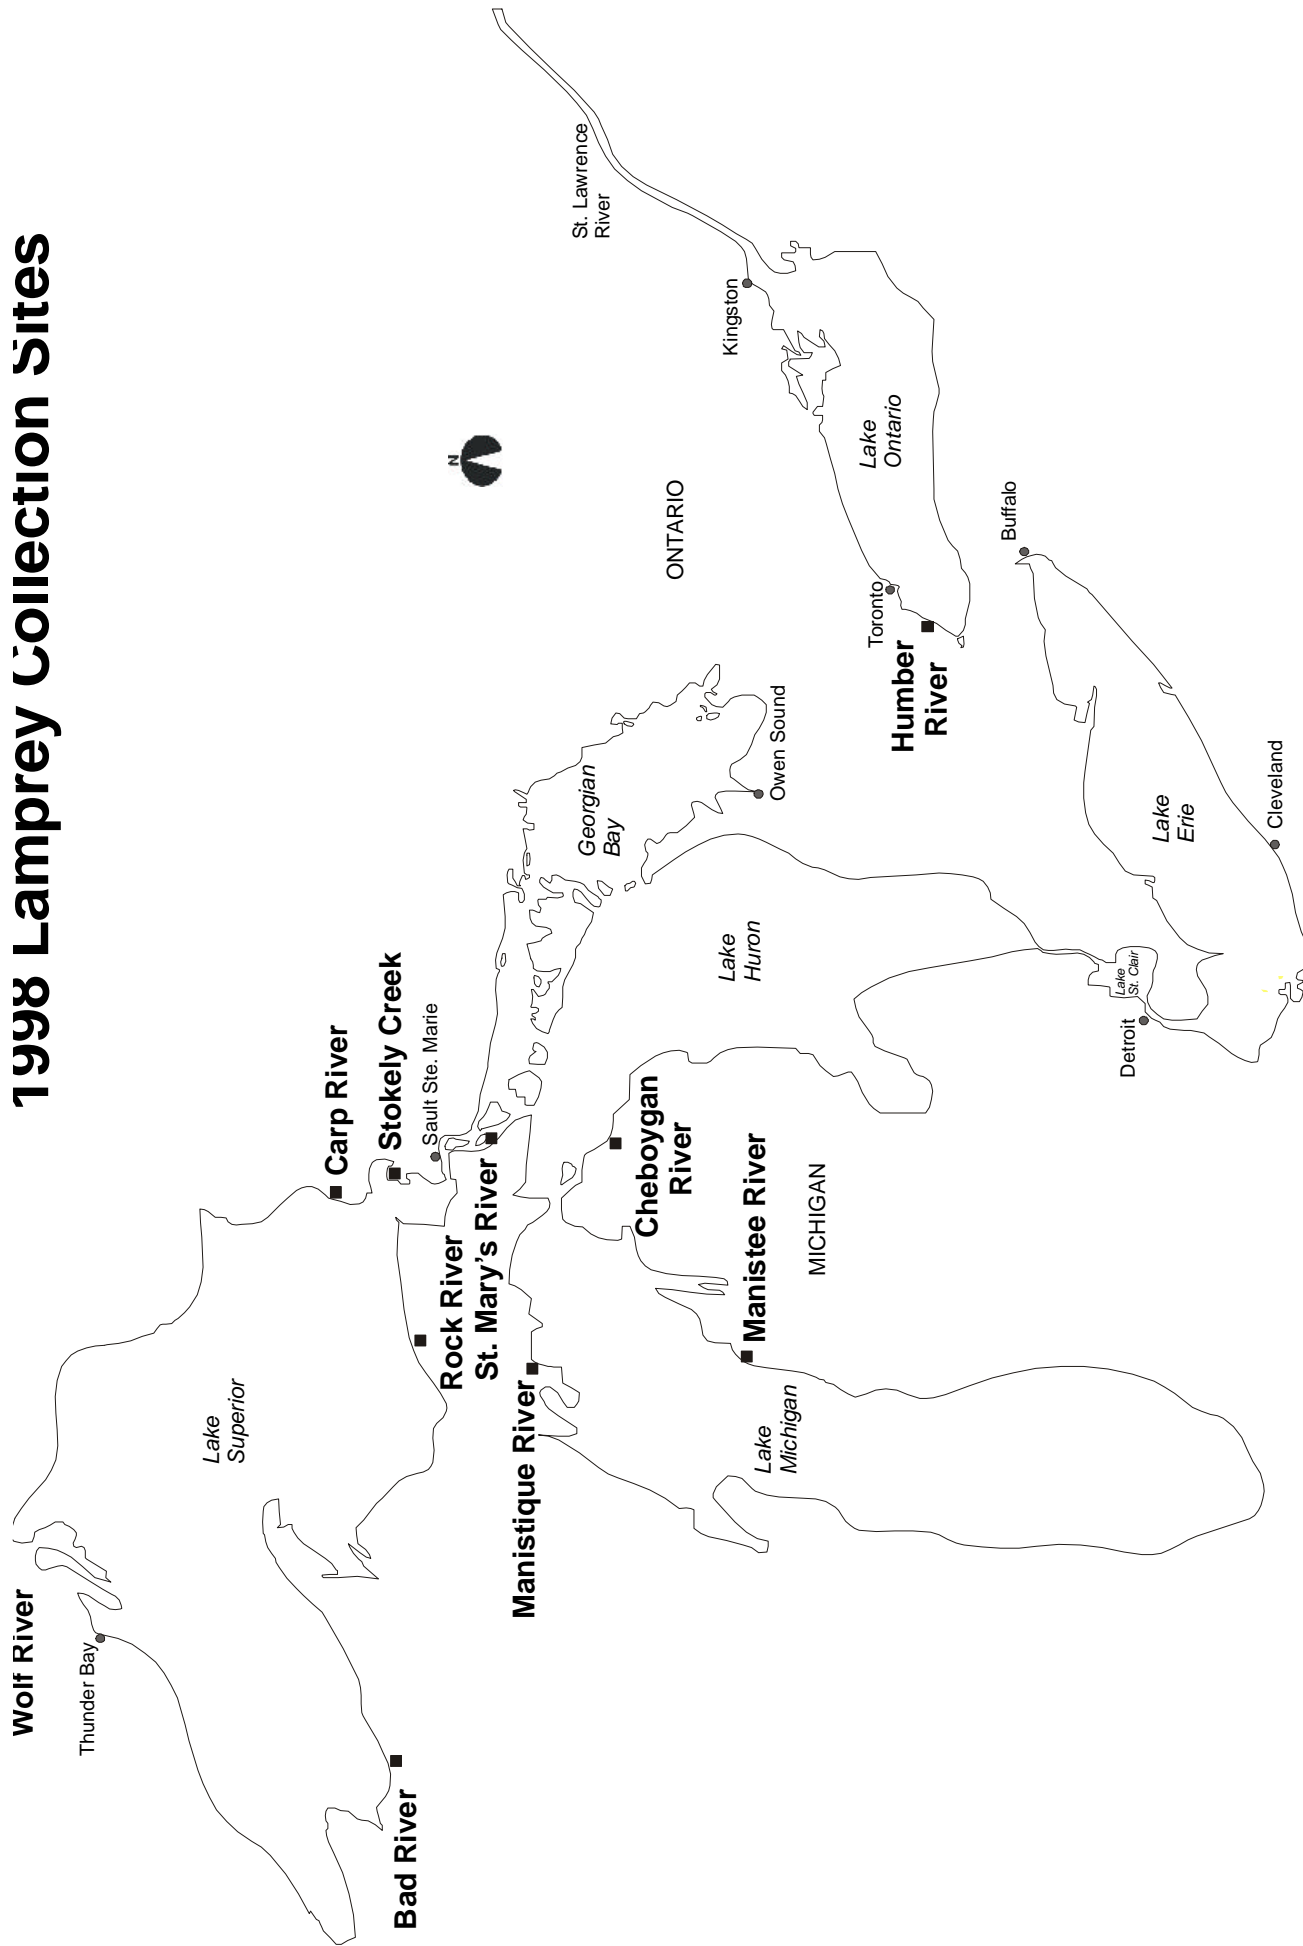 1998 Lamprey Collection Sites
Wolf River
Thunder Bay
Lake
Superior
Carp River
Stokely Creek
Sault Ste. Marie
Bad River
Rock River
St. Mary's River
Manistique River
N
St. Lawrence
River
Georgian
Bay
Cheboygan
River
ONTARIO
Kingston
Lake
Huron
Owen Sound
Manistee River
Lake
Michigan
MICHIGAN
Toronto
Lake
Ontario
Humber
River
Buffalo
Lake
St. Clair
Detroit
Lake
Erie
Cleveland